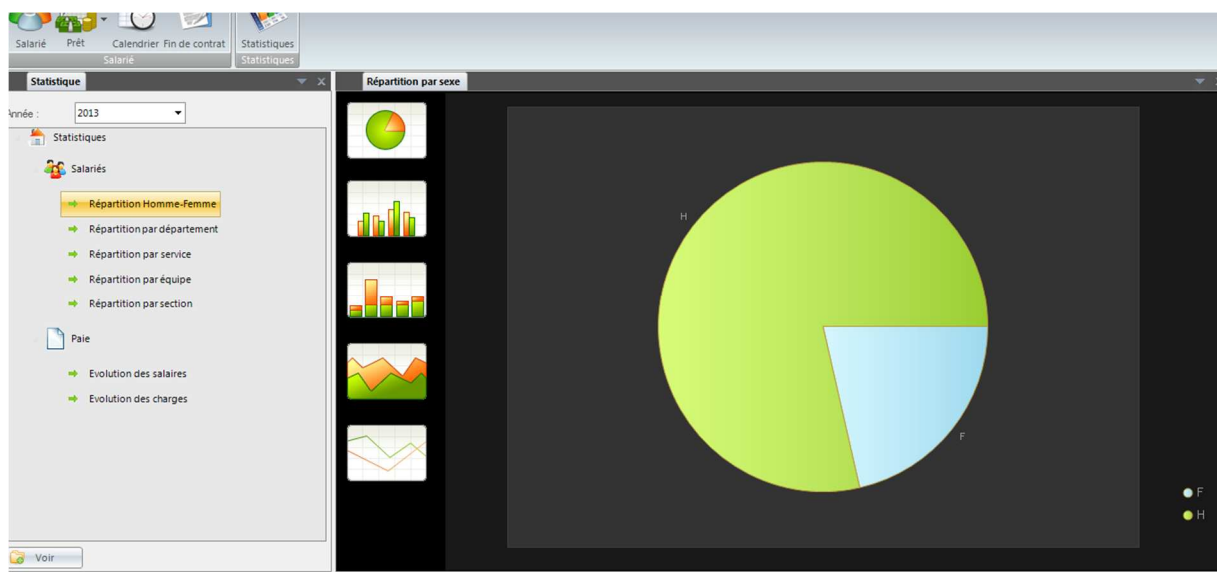 Salarié Prêt Calendrier Fin de contrat Statistiques
Salarié Statistiques
Statistique
Répartition par sexe
Année : 2013
Statistiques
Salariés
Répartition Homme-Femme
Répartition par département
Répartition par service
Répartition par équipe
Répartition par section
Paie
Evolution des salaires
Evolution des charges
Voir
H
F
F
H